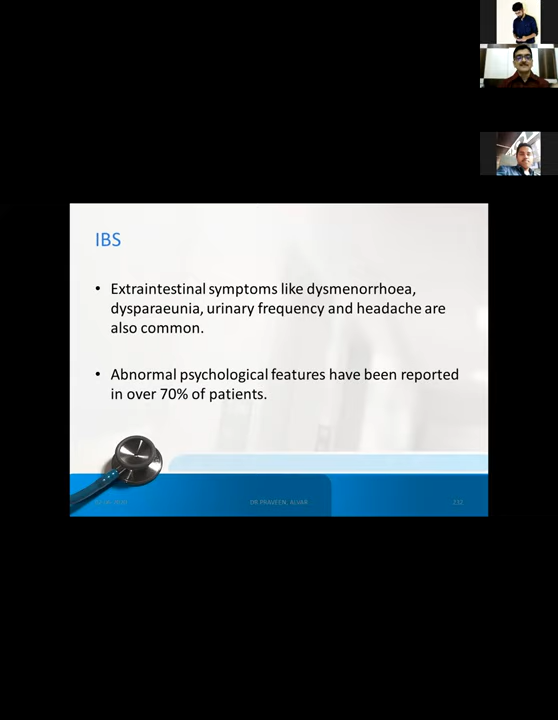 IBS
• Extraintestinal symptoms like dysmenorrhoea,
dysparaeunia, urinary frequency and headache are
also common.
• Abnormal psychological features have been reported
in over 70% of patients.
DR PRAVEEN, ALVAR
232